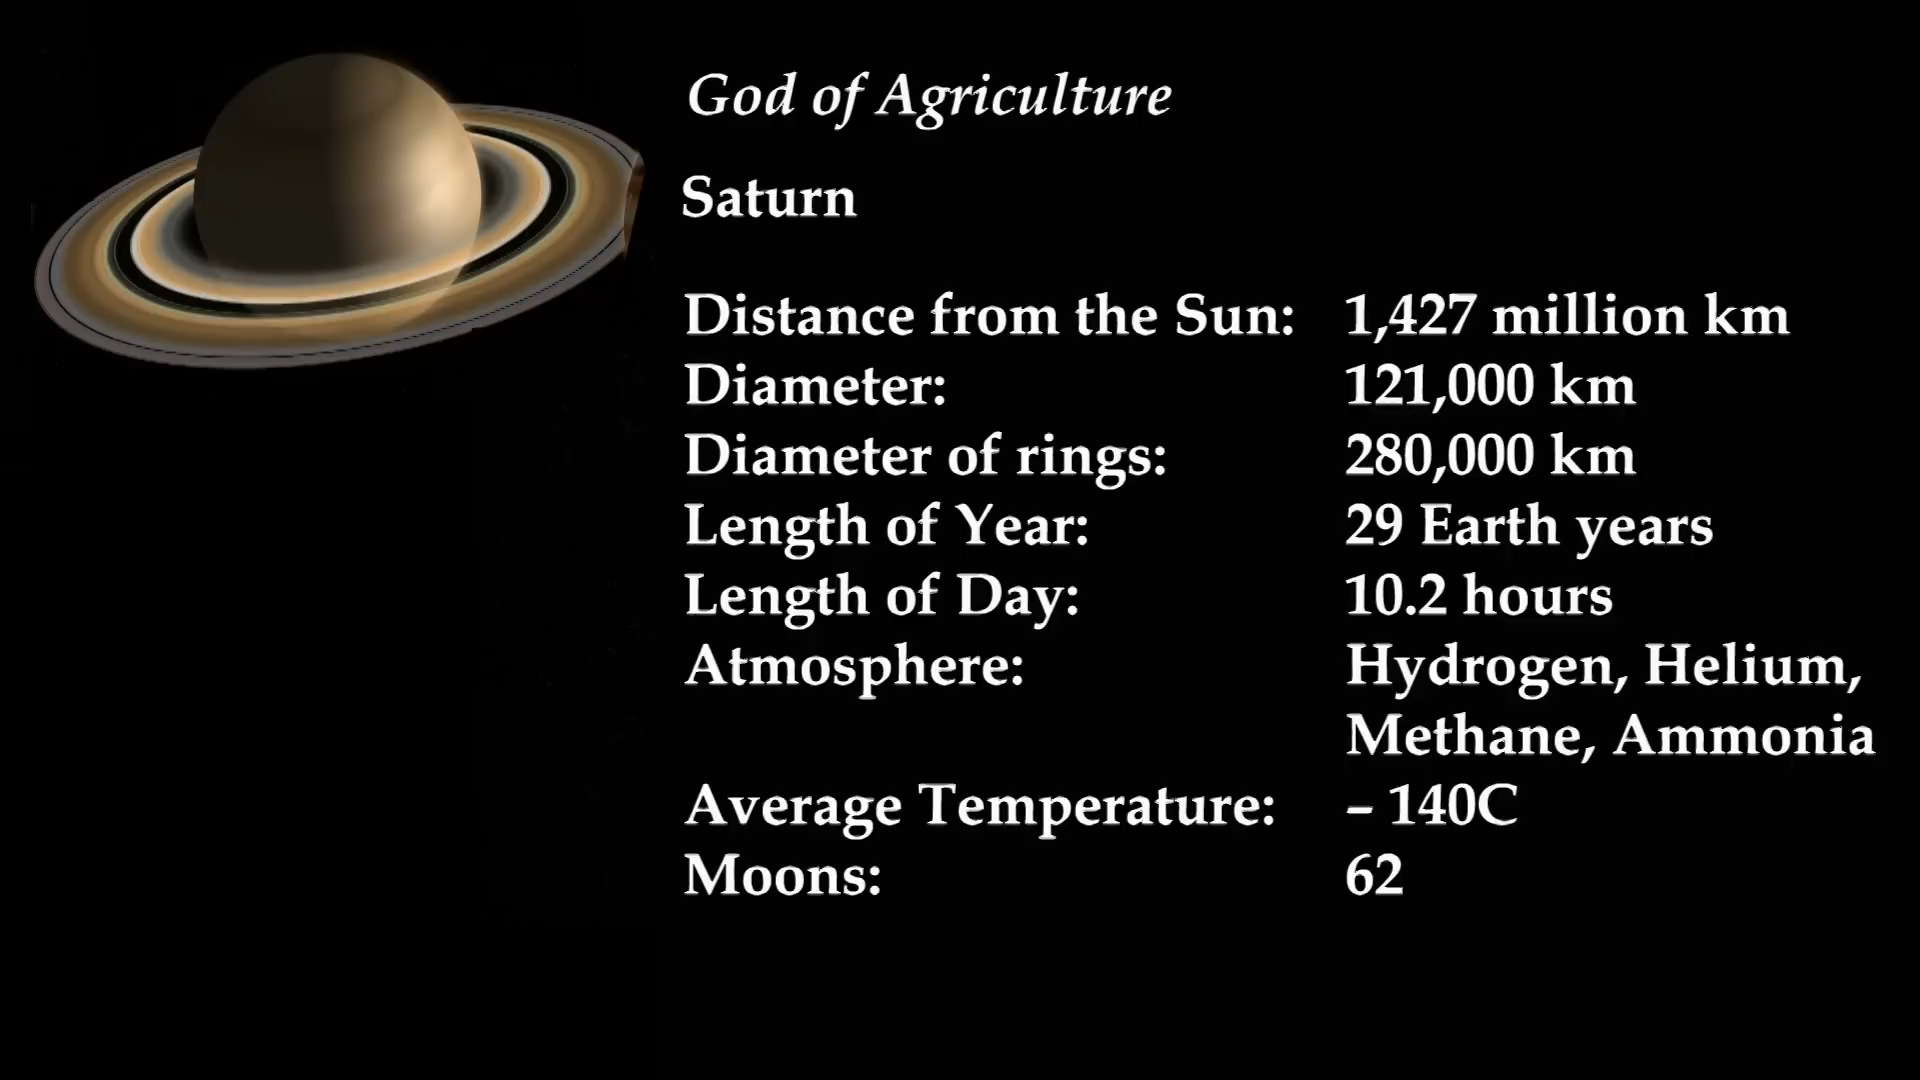 God of Agriculture
Saturn
Distance from the Sun: 1,427 million km
Diameter: 121,000 km
Diameter of rings: 280,000 km
Length of Year: 29 Earth years
Length of Day: 10.2 hours
Atmosphere: Hydrogen, Helium,
Methane, Ammonia
Average Temperature: – 140C
Moons: 62